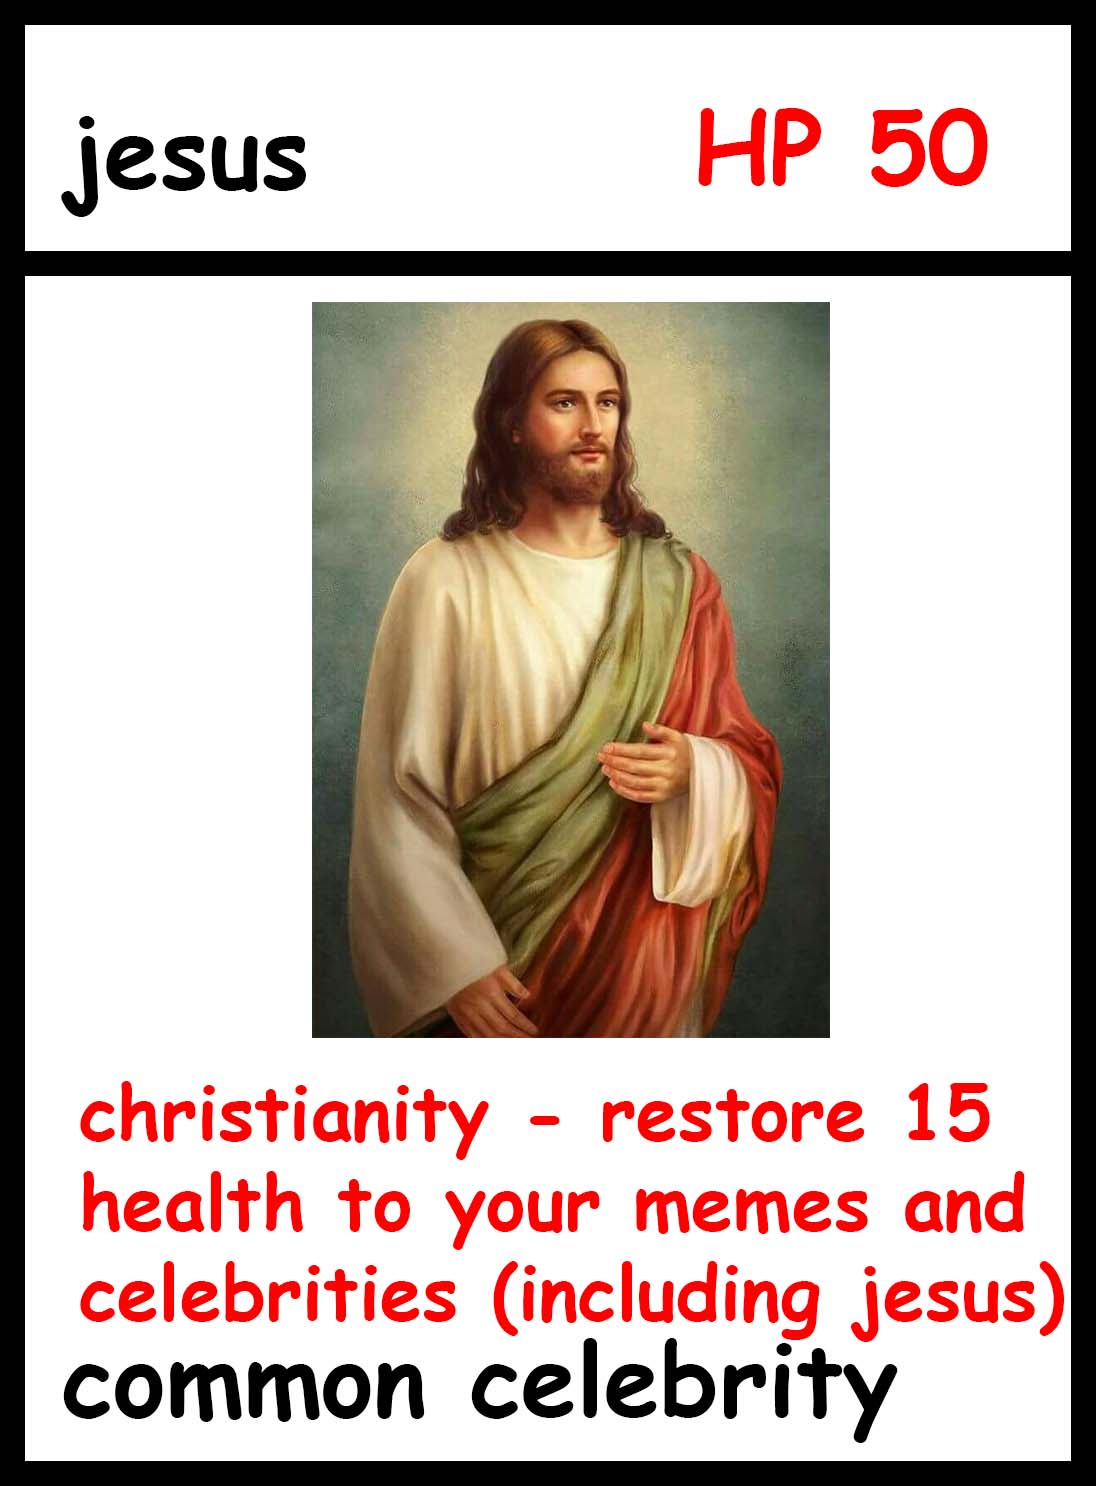 jesus HP 50
christianity - restore 15
health to your memes and
celebrities (including jesus)
common celebrity